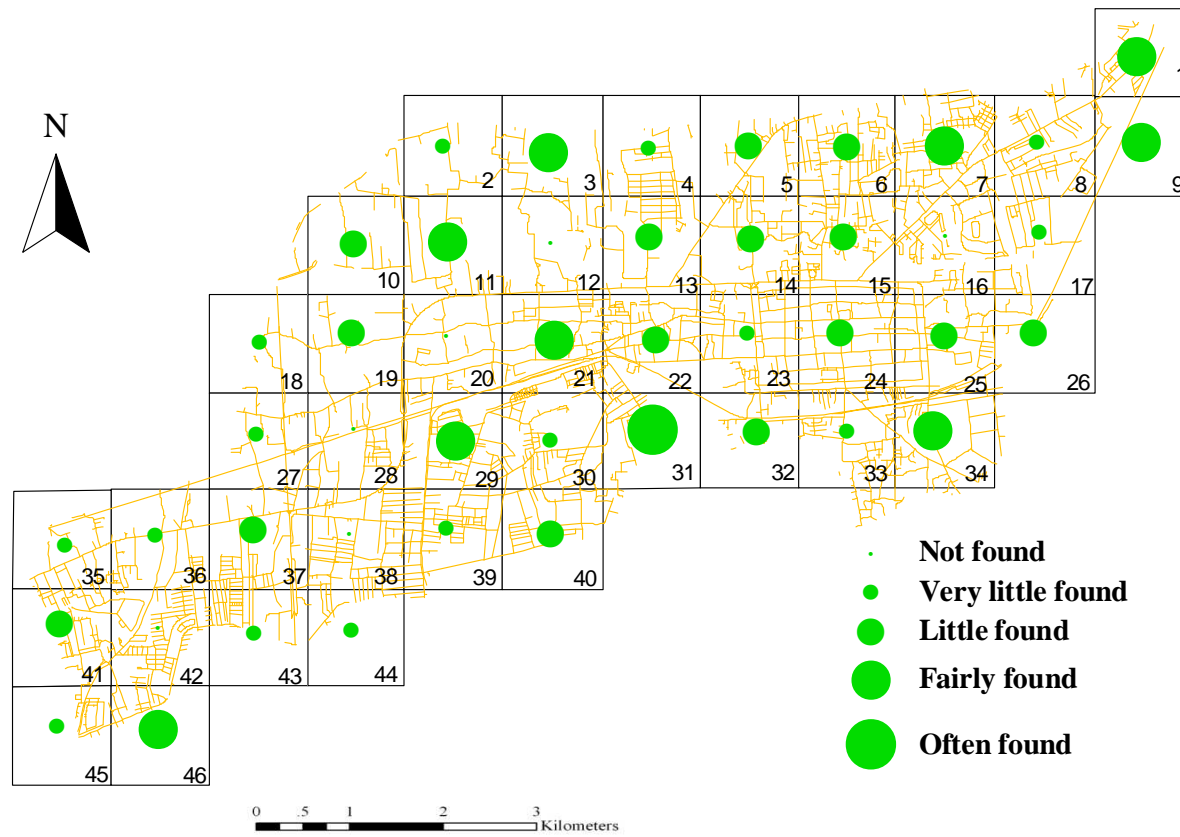 1
N
2 3 4 5 6 7 8 9
10 11 12 13 14 15 16 17
18 19 20 21 22 23 24 25 26
27 28 29 30 31 32 33 34
35 36 37 38 39 40
41 42 43 44
45 46
Not found
Very little found
Little found
Fairly found
Often found
0 .5 1 2 3
Kilometers